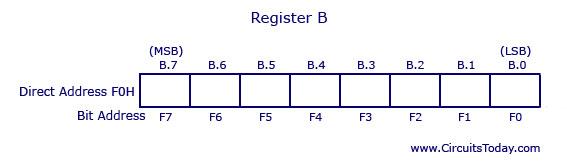 Register B
(MSB) (LSB)
B.7 B.6 B.5 B.4 B.3 B.2 B.1 B.0
Direct Address F0H
Bit Address F7 F6 F5 F4 F3 F2 F1 F0
www.CircuitsToday.com